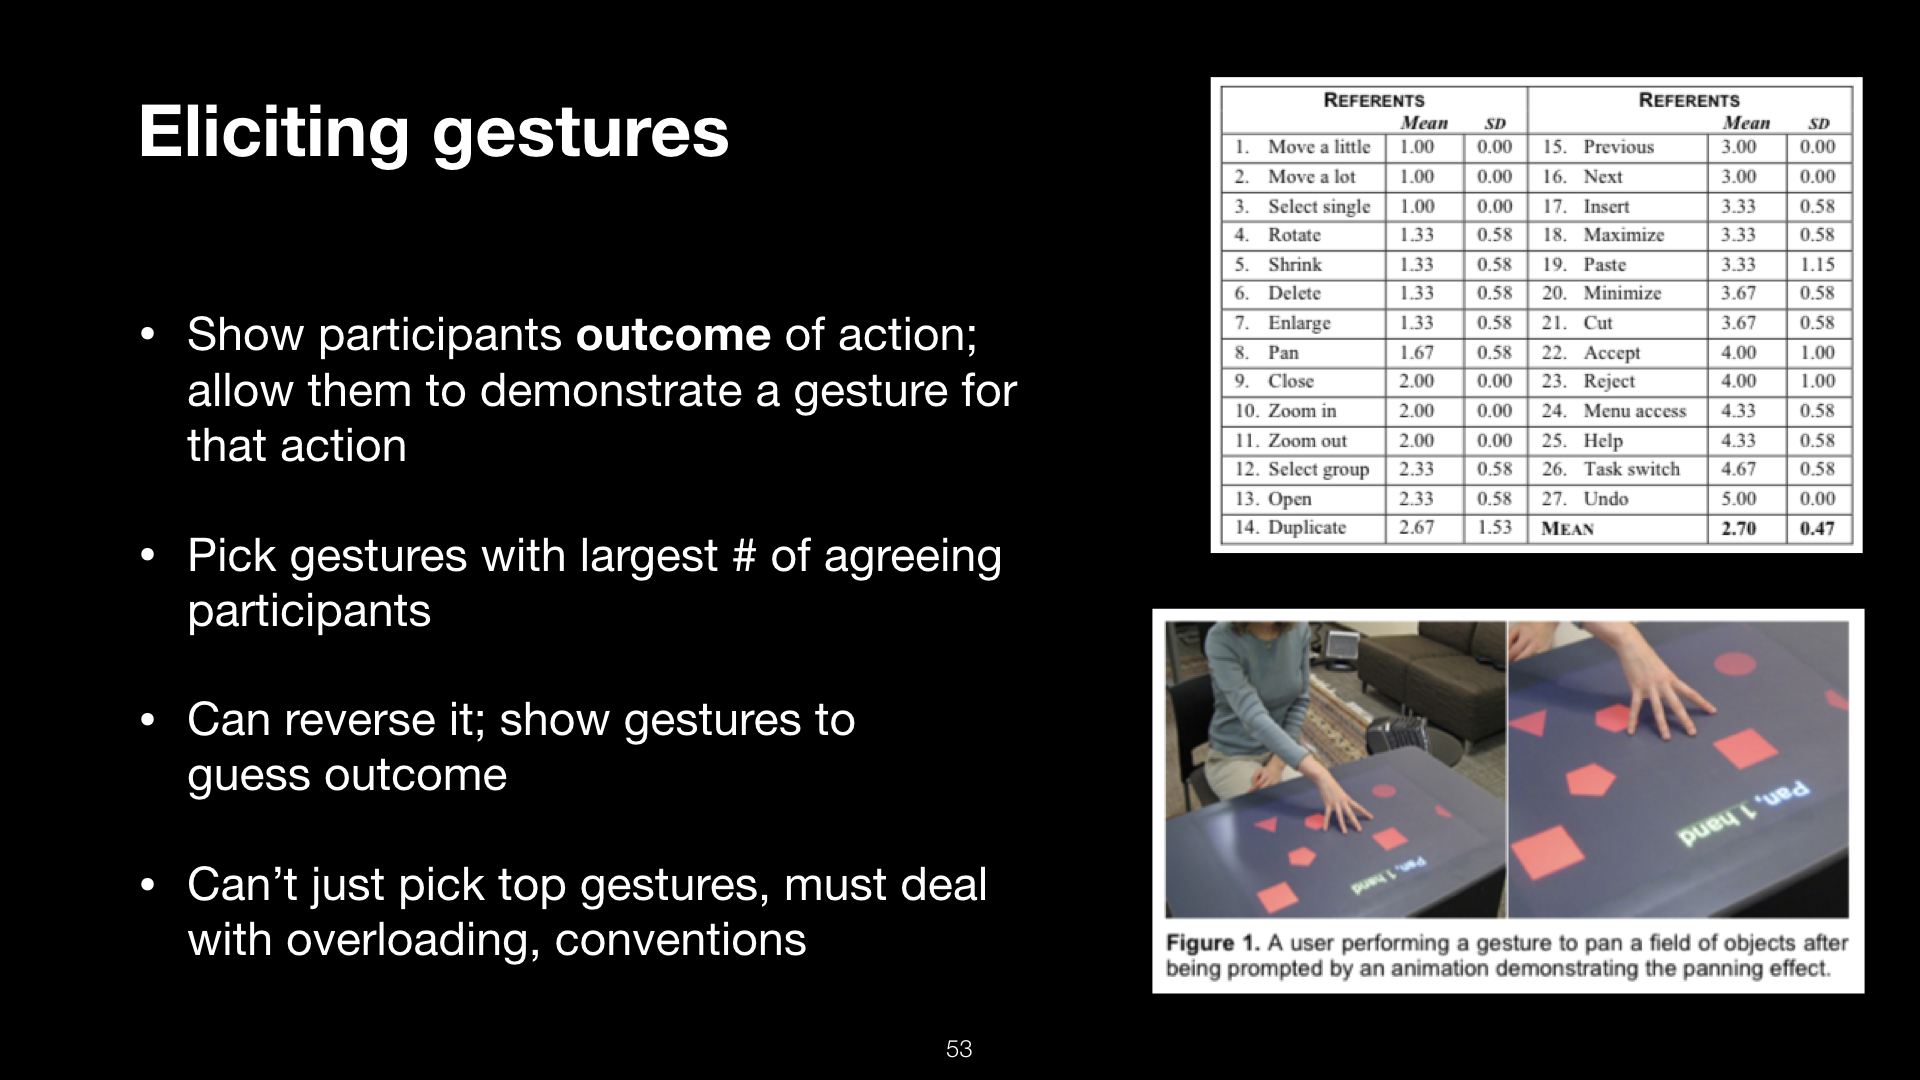 Eliciting gestures
• Show participants outcome of action;
allow them to demonstrate a gesture for
that action
• Pick gestures with largest # of agreeing
participants
• Can reverse it; show gestures to
guess outcome
• Can’t just pick top gestures, must deal
with overloading, conventions
REFERENTS REFERENTS
Mean SD Mean SD
1. Move a little 1.00 0.00 15. Previous 3.00 0.00
2. Move a lot 1.00 0.00 16. Next 3.00 0.00
3. Select single 1.00 0.00 17. Insert 3.33 0.58
4. Rotate 1.33 0.58 18. Maximize 3.33 0.58
5. Shrink 1.33 0.58 19. Paste 3.33 1.15
6. Delete 1.33 0.58 20. Minimize 3.67 0.58
7. Enlarge 1.33 0.58 21. Cut 3.67 0.58
8. Pan 1.67 0.58 22. Accept 4.00 1.00
9. Close 2.00 0.00 23. Reject 4.00 1.00
10. Zoom in 2.00 0.00 24. Menu access 4.33 0.58
11. Zoom out 2.00 0.00 25. Help 4.33 0.58
12. Select group 2.33 0.58 26. Task switch 4.67 0.58
13. Open 2.33 0.58 27. Undo 5.00 0.00
14. Duplicate 2.67 1.53 MEAN 2.70 0.47
Pan, 1 hand
Pan, 1 hand
Figure 1. A user performing a gesture to pan a field of objects after
being prompted by an animation demonstrating the panning effect.
53